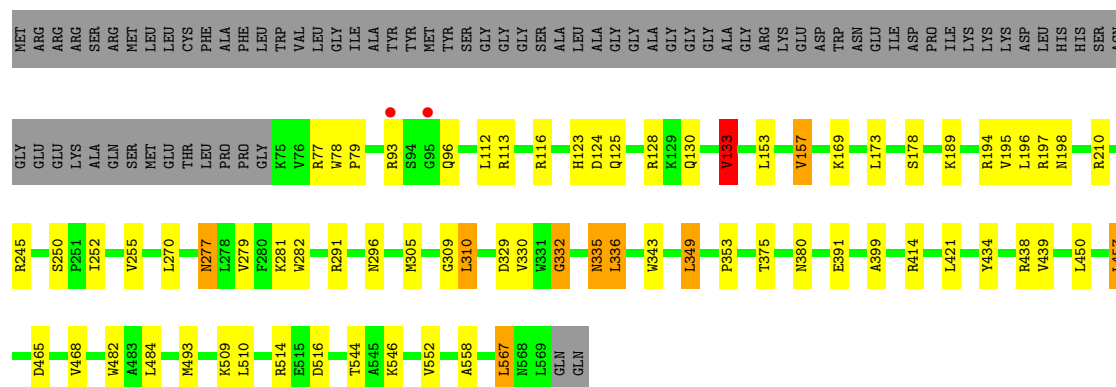 MET ARG ARG ARG SER ARG MET LEU LEU CYS PHE ALA PHE LEU TRP VAL LEU GLY ILE ALA TYR TYR MET TYR SER GLY GLY GLY SER ALA LEU ALA GLY GLY ALA GLY GLY GLY ALA GLY ARG LYS GLU ASP TRP ASN GLU ILE ASP PRO ILE LYS LYS LYS ASP LEU HIS HIS SER ASN
GLY GLU GLU LYS ALA GLN SER MET GLU THR LEU PRO PRO GLY K75 V76 R77 W78 P79 R93 S94 G95 Q96 L112 R113 R116 H123 D124 Q125 R128 K129 Q130 V133 L153 V157 K169 L173 S178 K189 R194 V195 L196 R197 N198 R210
R245 S250 P251 I252 V255 L270 N277 L278 V279 F280 K281 W282 R291 N296 M305 G309 L310 D329 V330 W331 G332 N335 L336 W343 L349 P353 T375 N380 E391 A399 R414 L421 Y434 R438 V439 L450 L457
D465 V468 W482 A483 L484 M493 K509 L510 R514 E515 D516 T544 A545 K546 V552 A558 L567 N568 L569 GLN GLN